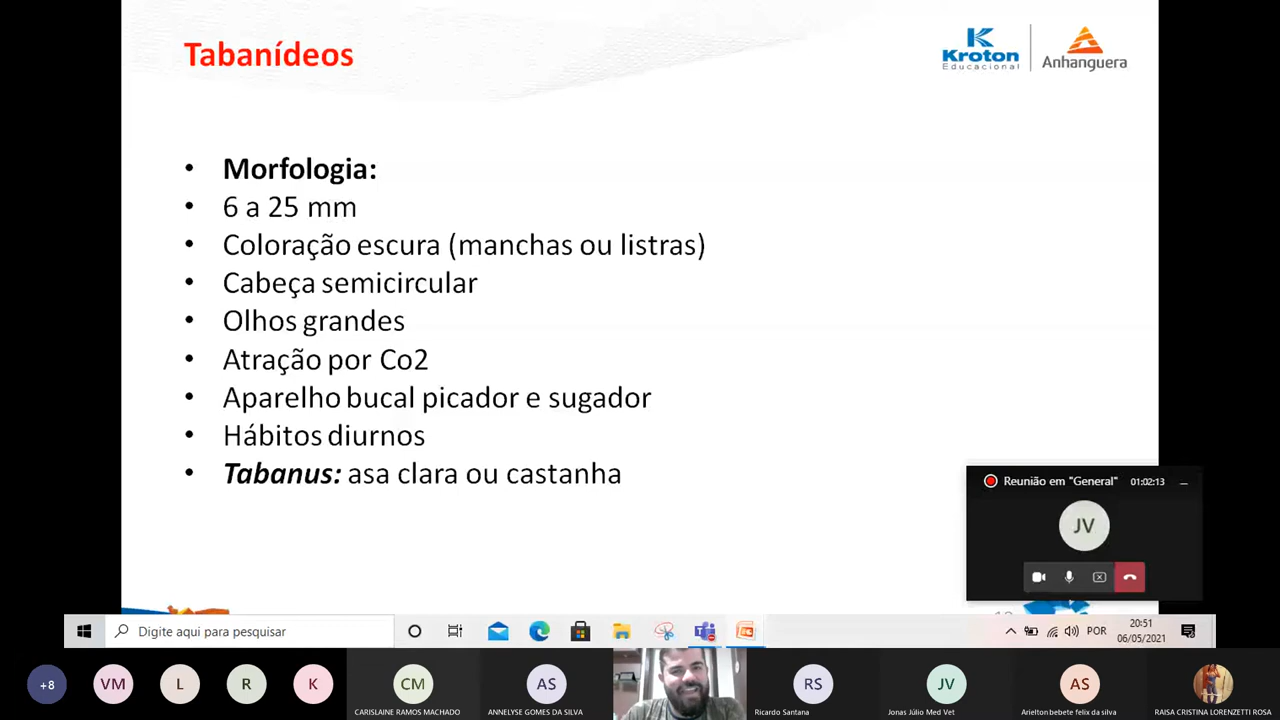 Tabanídeos
Kroton
Educacional
Anhanguera
• Morfologia:
• 6 a 25 mm
• Coloração escura (manchas ou listras)
• Cabeça semicircular
• Olhos grandes
• Atração por Co2
• Aparelho bucal picador e sugador
• Hábitos diurnos
• Tabanus: asa clara ou castanha
Reunião em "General" 01:02:13
JV
Digite aqui para pesquisar
POR
20:51
06/05/2021
+8 VM L R K CM AS RS JV AS
CARISLAINE RAMOS MACHADO ANNELYSE GOMES DA SILVA Ricardo Santana Jonas Júlio Med Vet Arielton bebete felix da silva RAISA CRISTINA LORENZETTI ROSA